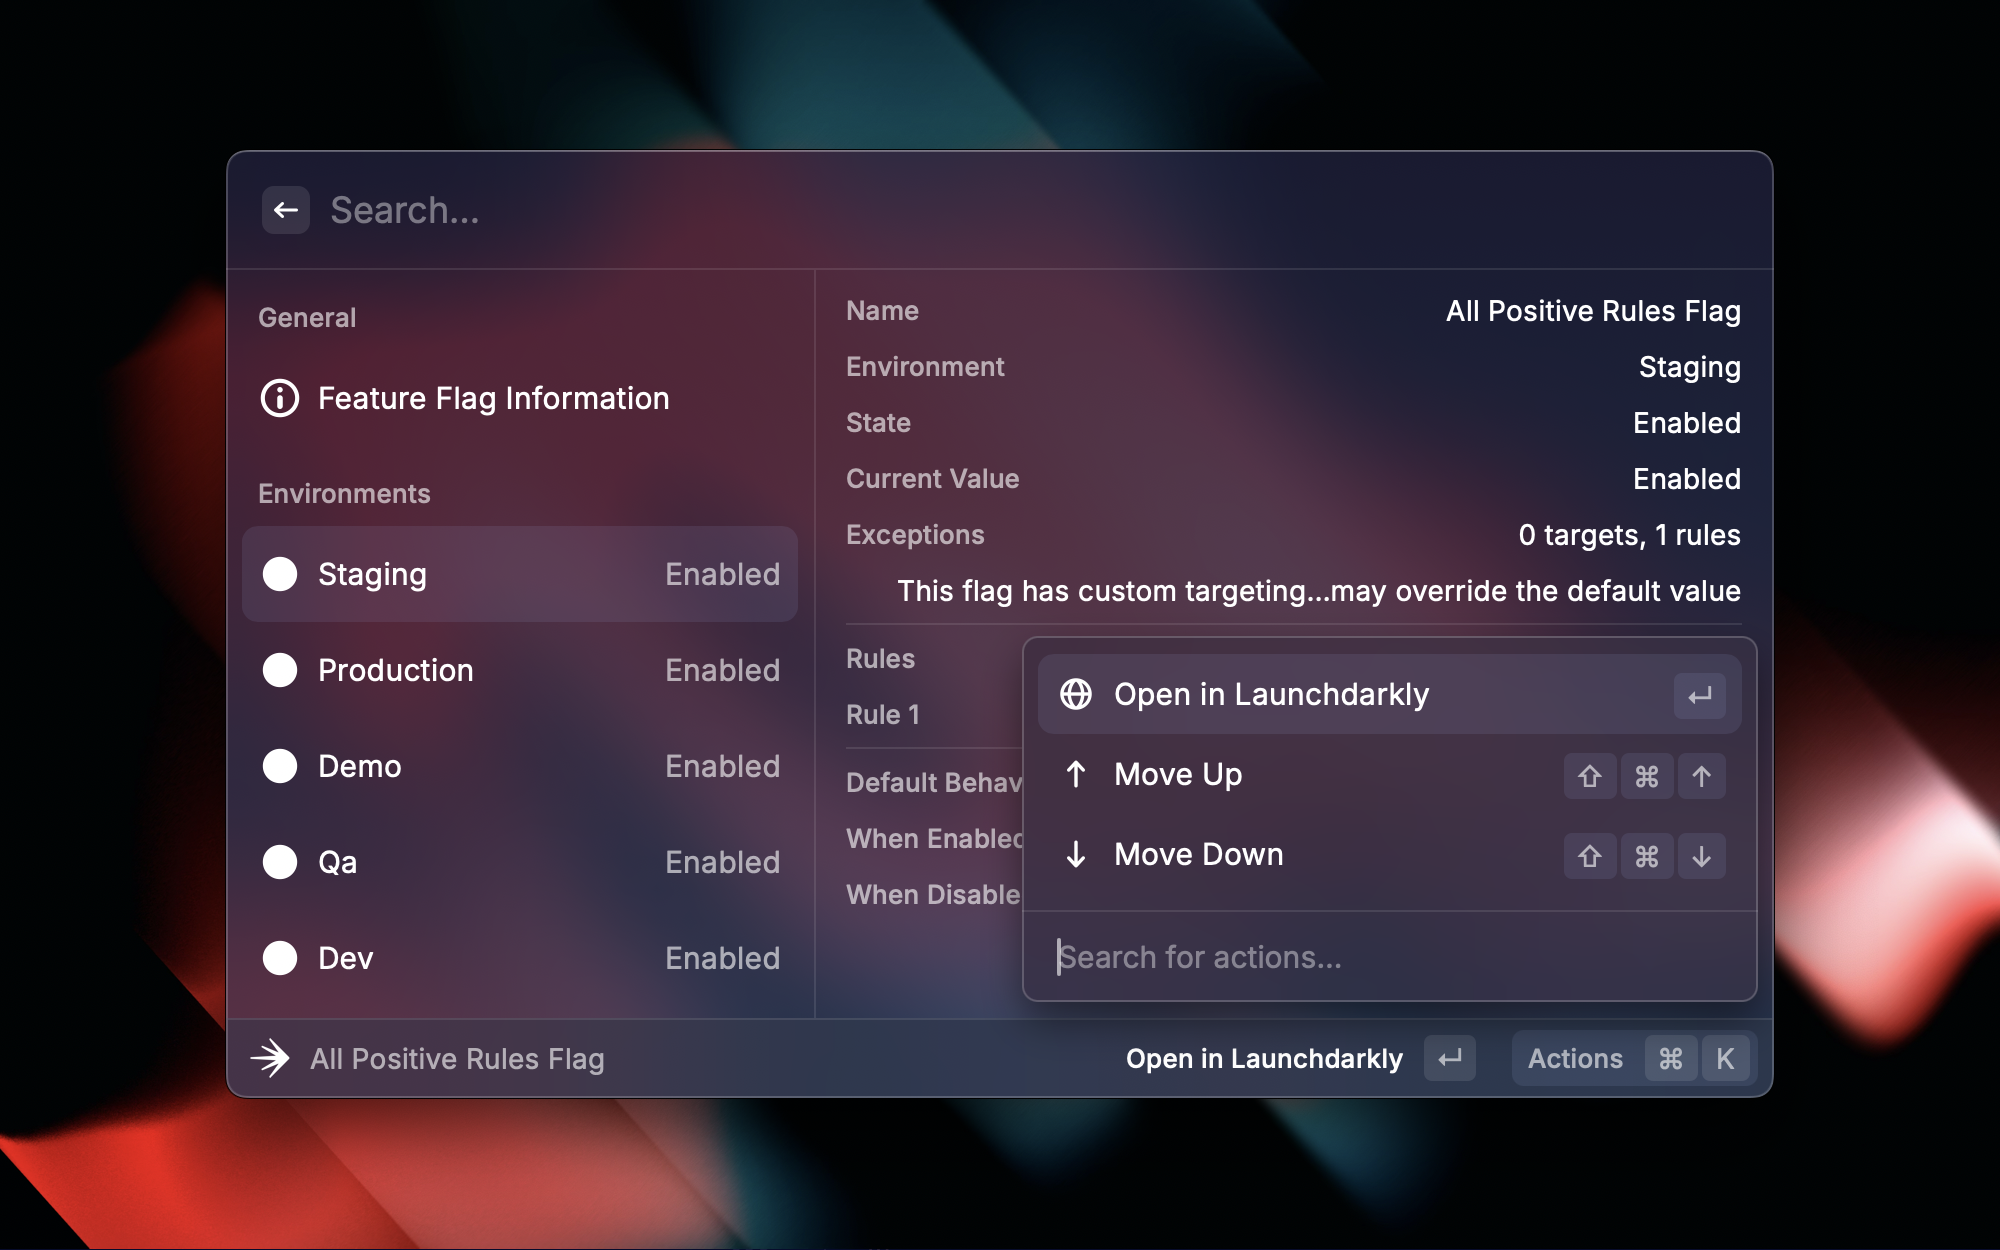 Search...
General
Feature Flag Information
Environments
Staging Enabled
Production Enabled
Demo Enabled
Qa Enabled
Dev Enabled
Name All Positive Rules Flag
Environment Staging
State Enabled
Current Value Enabled
Exceptions 0 targets, 1 rules
This flag has custom targeting...may override the default value
Rules
Rule 1
Default Behav
When Enabled
When Disable
Open in Launchdarkly ↵
Move Up ⇧ ⌘ ↑
Move Down ⇧ ⌘ ↓
Search for actions...
All Positive Rules Flag
Open in Launchdarkly ↵ Actions ⌘ K